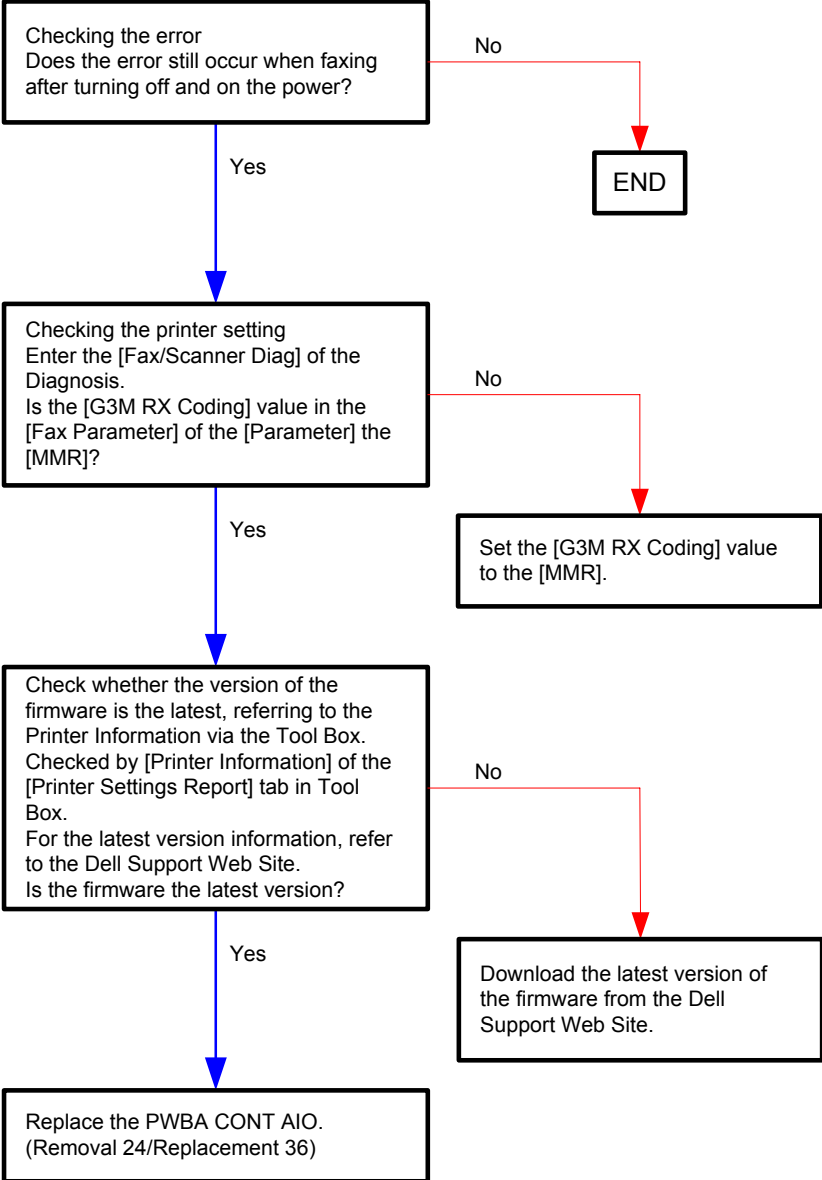 Checking the error
Does the error still occur when faxing
after turning off and on the power?
No
Yes
END
Checking the printer setting
Enter the [Fax/Scanner Diag] of the
Diagnosis.
Is the [G3M RX Coding] value in the
[Fax Parameter] of the [Parameter] the
[MMR]?
No
Yes
Set the [G3M RX Coding] value
to the [MMR].
Check whether the version of the
firmware is the latest, referring to the
Printer Information via the Tool Box.
Checked by [Printer Information] of the
[Printer Settings Report] tab in Tool
Box.
For the latest version information, refer
to the Dell Support Web Site.
Is the firmware the latest version?
No
Yes
Download the latest version of
the firmware from the Dell
Support Web Site.
Replace the PWBA CONT AIO.
(Removal 24/Replacement 36)